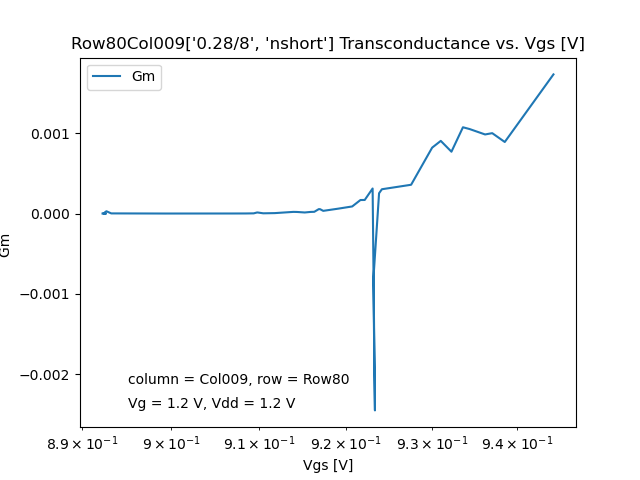 Row80Col009['0.28/8', 'nshort'] Transconductance vs. Vgs [V]
Gm
0.001
0.000
−0.001
−0.002
Gm
column = Col009, row = Row80
Vg = 1.2 V, Vdd = 1.2 V
8.9 × 10⁻¹ 9 × 10⁻¹ 9.1 × 10⁻¹ 9.2 × 10⁻¹ 9.3 × 10⁻¹ 9.4 × 10⁻¹
Vgs [V]